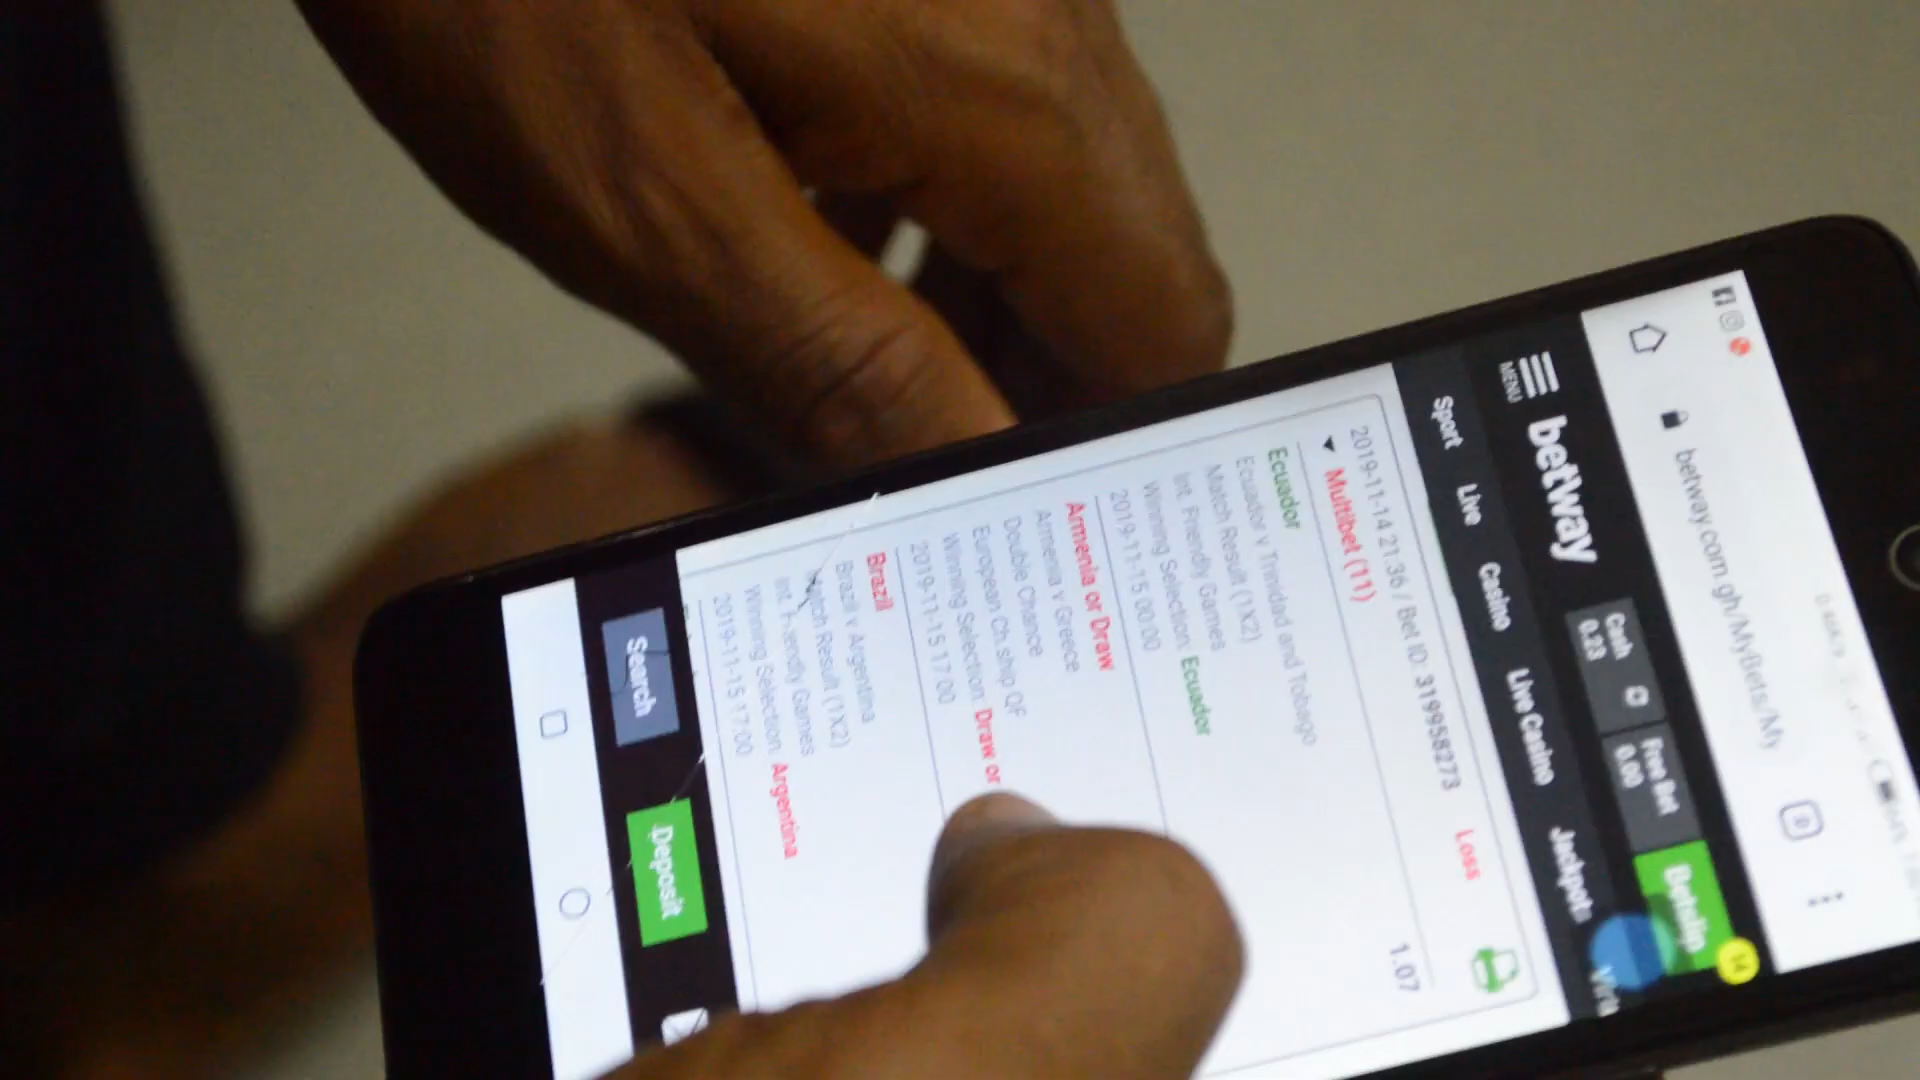 betway.com.gh/MyBets/My
MENU
betway
Cash
0.23
Free Bet
0.00
Betslip
14
Sport
Live
Casino
Live Casino
Jackpots
2019-11-14 21:36 / Bet ID: 319958273
Loss
Multibet (11)
1.07
Ecuador
Ecuador v Trinidad and Tobago
Match Result (1X2)
Int. Friendly Games
Winning Selection: Ecuador
2019-11-15 00:00
Armenia or Draw
Armenia v Greece
Double Chance
European Ch.ship QF
Winning Selection: Draw or
2019-11-15 17:00
Brazil
Brazil v Argentina
Match Result (1X2)
Int. Friendly Games
Winning Selection: Argentina
2019-11-15 17:00
Search
Deposit